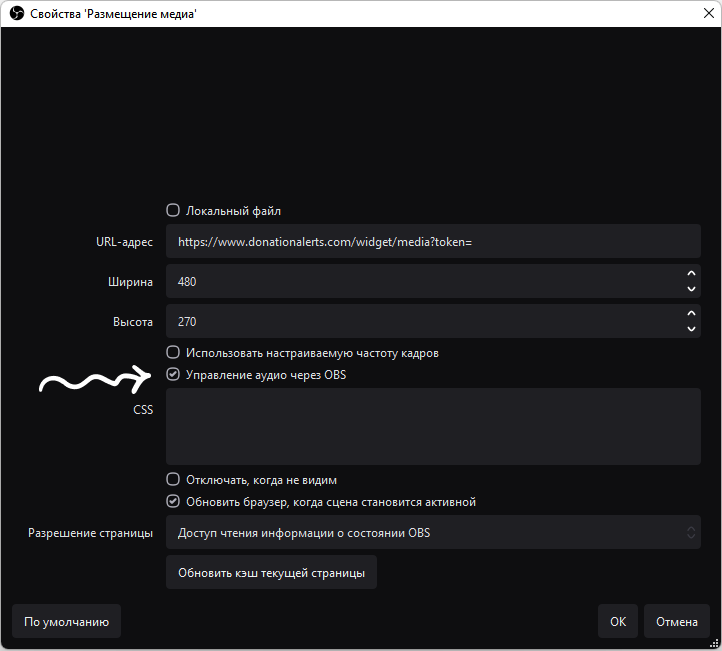 Свойства 'Размещение медиа'
Локальный файл
URL-адрес https://www.donationalerts.com/widget/media?token=
Ширина 480
Высота 270
Использовать настраиваемую частоту кадров
Управление аудио через OBS
CSS
Отключать, когда не видим
Обновить браузер, когда сцена становится активной
Разрешение страницы Доступ чтения информации о состоянии OBS
Обновить кэш текущей страницы
По умолчанию ОК Отмена